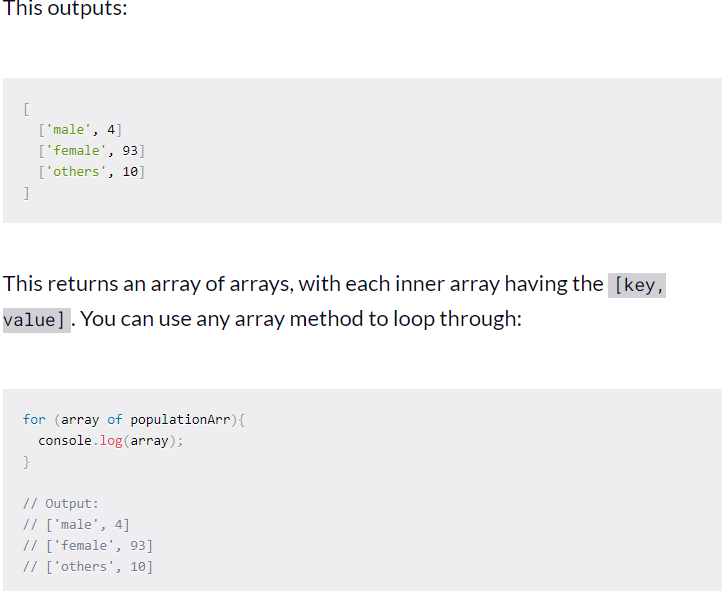 This outputs:
[
['male', 4]
['female', 93]
['others', 10]
]
This returns an array of arrays, with each inner array having the [key,
value]. You can use any array method to loop through:
for (array of populationArr){
console.log(array);
}
// Output:
// ['male', 4]
// ['female', 93]
// ['others', 10]